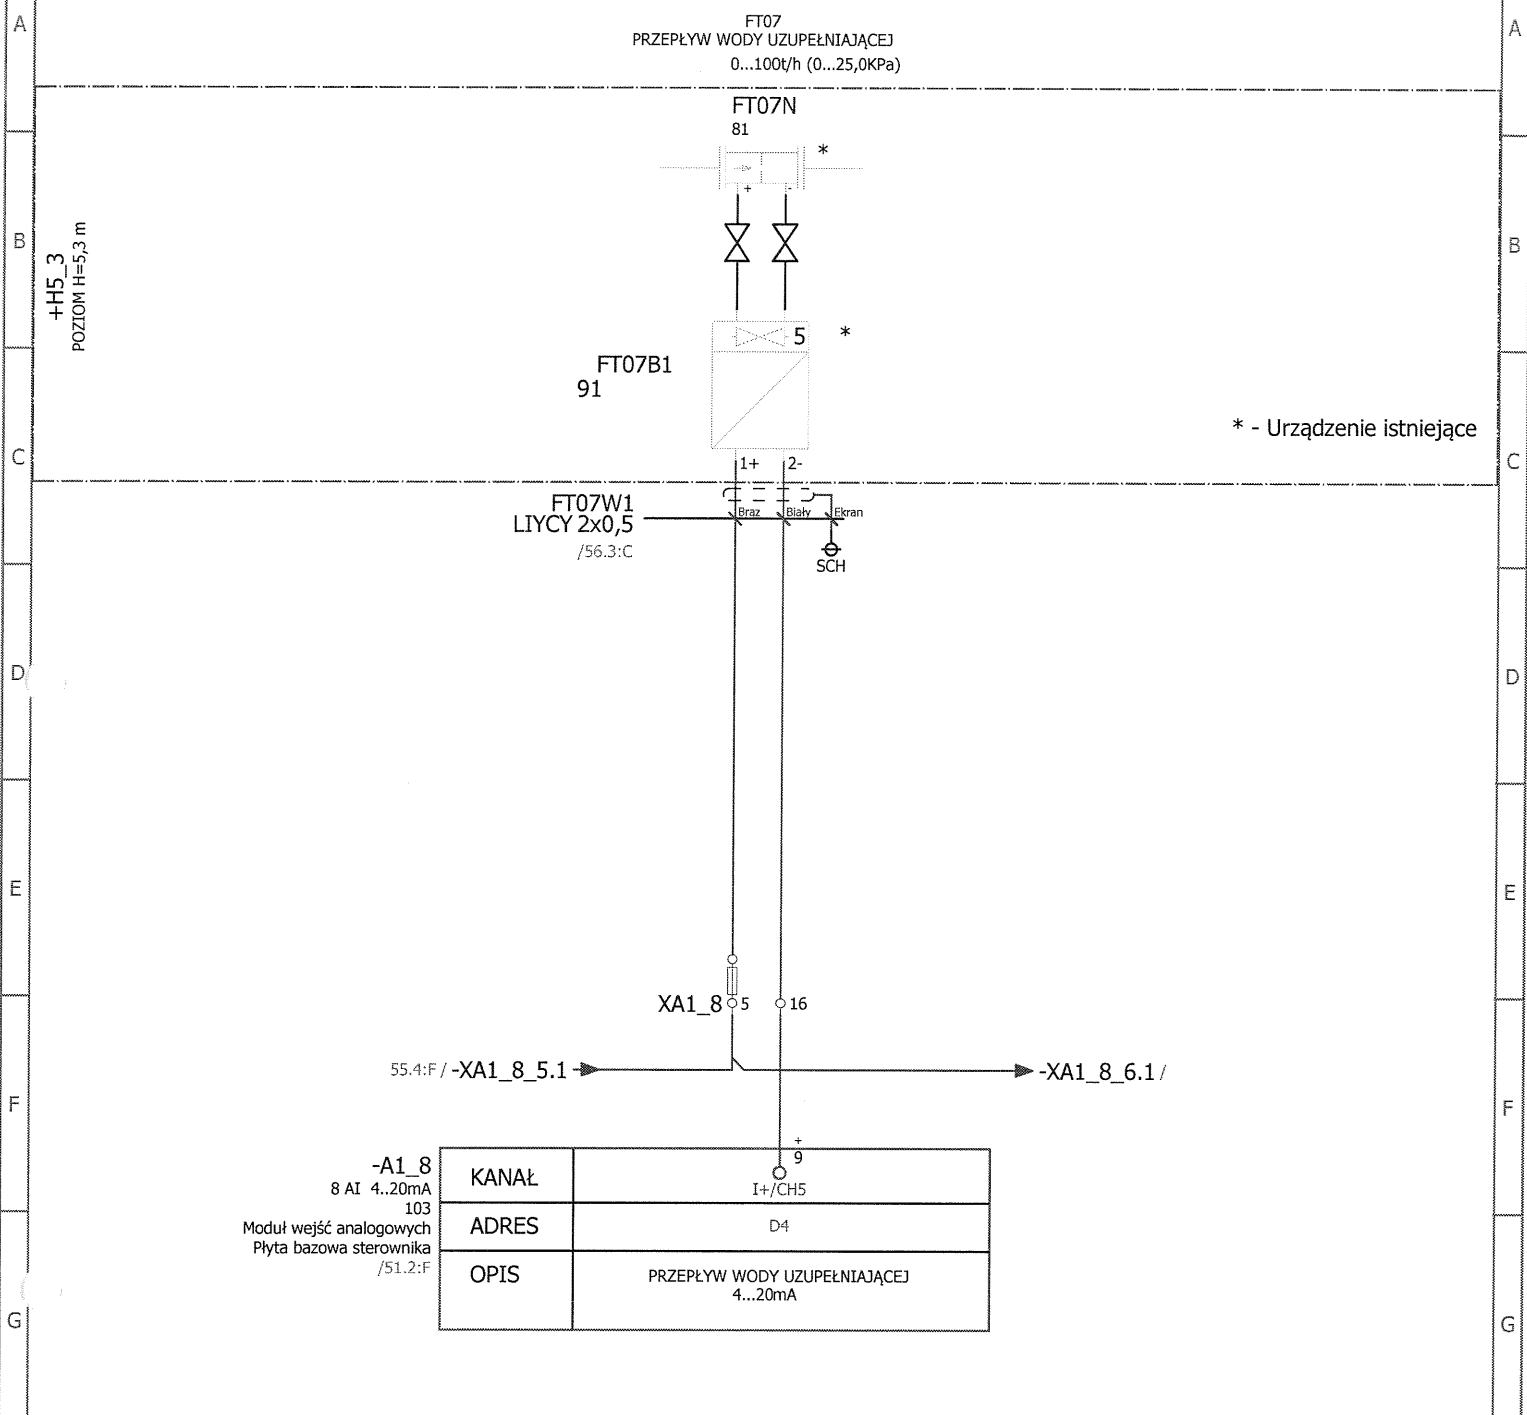 FT07
PRZEPŁYW WODY UZUPEŁNIAJĄCEJ
0...100t/h (0...25,0KPa)
A
A
FT07N
81
*
+
-
B
B
+H5_3
POZIOM H=5,3 m
5
*
FT07B1
91
* - Urządzenie istniejące
C
C
1+
2-
FT07W1
LIYCY 2x0,5
/56.3:C
Braz
Biały
Ekran
SCH
D
D
E
E
XA1_8
5
16
55.4:F / -XA1_8_5.1
-XA1_8_6.1 /
F
F
-A1_8
8 AI 4..20mA
103
Moduł wejść analogowych
Płyta bazowa sterownika
/51.2:F
KANAŁ
+
9
I+/CH5
ADRES
D4
OPIS
PRZEPŁYW WODY UZUPEŁNIAJĄCEJ
4...20mA
G
G